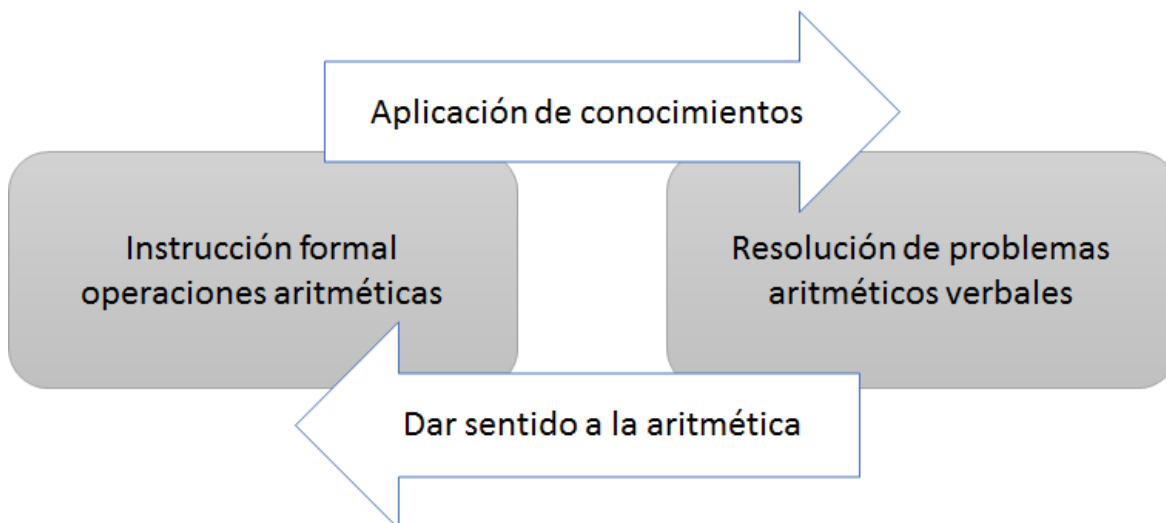 Aplicación de conocimientos
Instrucción formal
operaciones aritméticas
Resolución de problemas
aritméticos verbales
Dar sentido a la aritmética